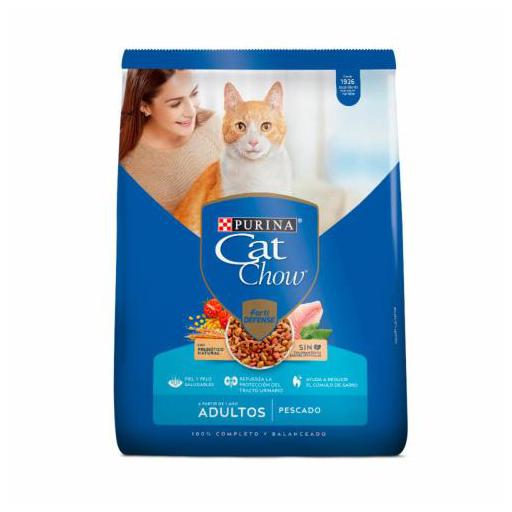 1926
PURINA®
Cat
Chow®
Forti
DEFENSE
CON
PREBIÓTICO
NATURAL
SIN
PIEL Y PELO
SALUDABLES
REFUERZA LA
PROTECCIÓN DEL
TRACTO URINARIO
AYUDA A REDUCIR
EL CÚMULO DE SARRO
A PARTIR DE 1 AÑO
ADULTOS | PESCADO
100% COMPLETO Y BALANCEADO